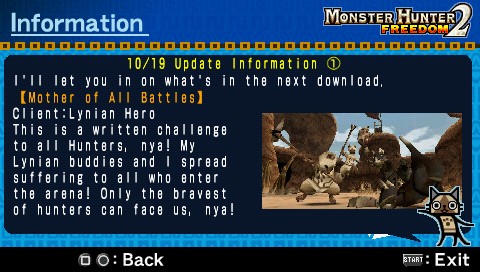 Information
MONSTER HUNTER
FREEDOM 2
10/19 Update Information ①
I'll let you in on what's in the next download,
【Mother of All Battles】
Client:Lynian Hero
This is a written challenge
to all Hunters, nya! My
Lynian buddies and I spread
suffering to all who enter
the arena! Only the bravest
of hunters can face us, nya!
□ ○: Back
START: Exit